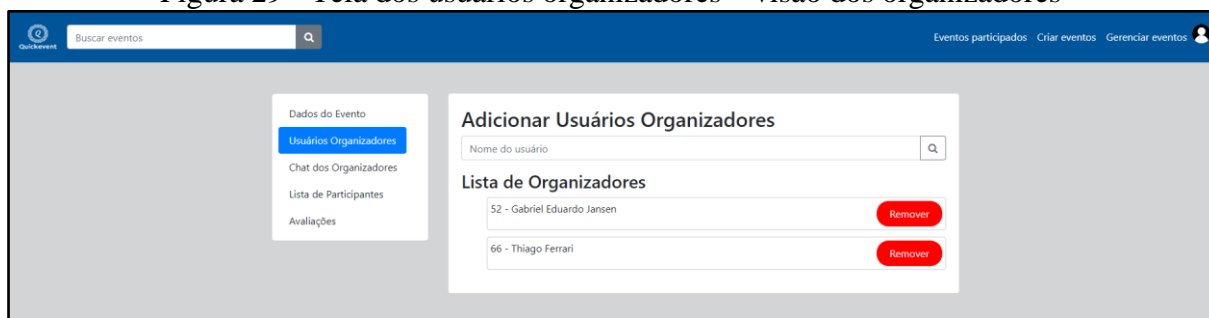 Figura 29 - Tela dos usuários organizadores – visão dos organizadores
Quickevent
Buscar eventos
Eventos participados Criar eventos Gerenciar eventos
Dados do Evento
Usuários Organizadores
Chat dos Organizadores
Lista de Participantes
Avaliações
Adicionar Usuários Organizadores
Nome do usuário
Lista de Organizadores
52 - Gabriel Eduardo Jansen
Remover
66 - Thiago Ferrari
Remover